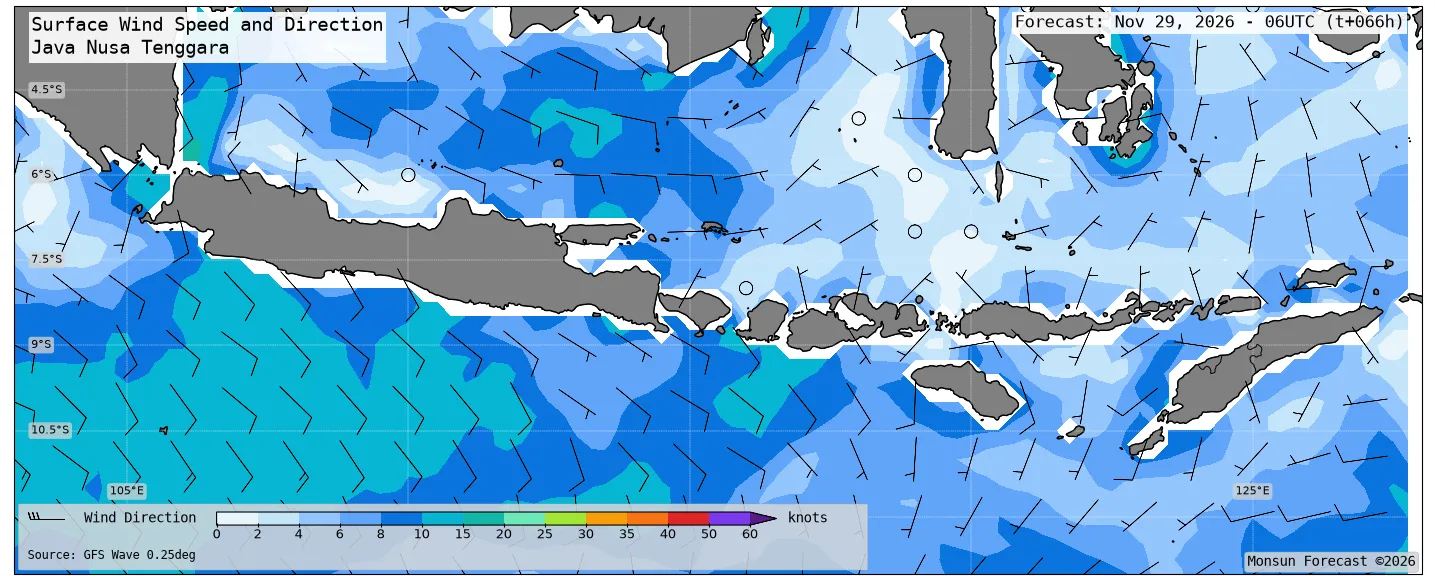 Surface Wind Speed and Direction
Java Nusa Tenggara
Forecast: Nov 29, 2026 - 06UTC (t+066h)
4.5°S
6°S
7.5°S
9°S
10.5°S
105°E
125°E
Wind Direction
0 2 4 6 8 10 15 20 25 30 35 40 50 60
knots
Source: GFS Wave 0.25deg
Monsun Forecast ©2026